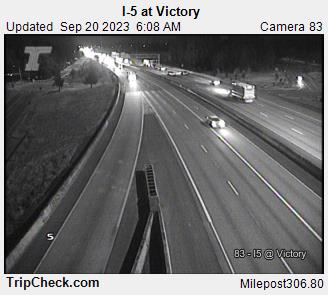 I-5 at Victory
Updated  Sep 20 2023  6:08 AM
Camera 83
S
83 - I5 @ Victory
TripCheck.com
Milepost306.80